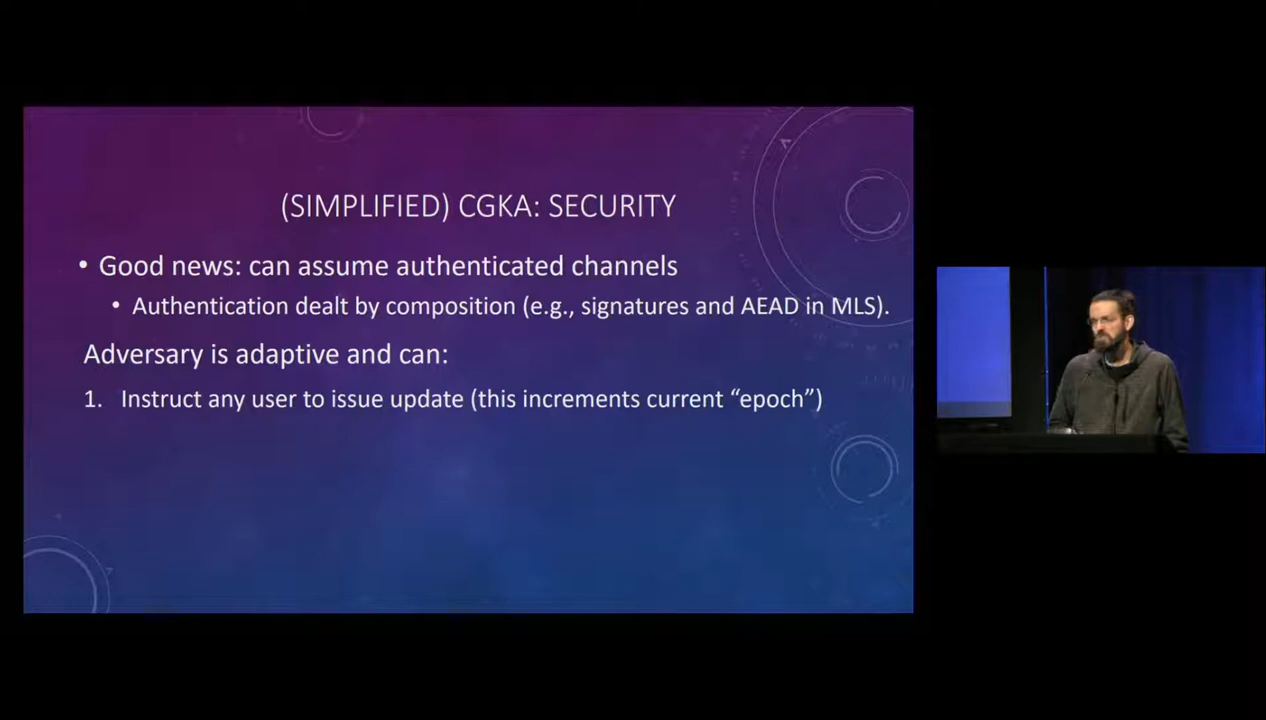 (SIMPLIFIED) CGKA: SECURITY
• Good news: can assume authenticated channels
• Authentication dealt by composition (e.g., signatures and AEAD in MLS).
Adversary is adaptive and can:
1. Instruct any user to issue update (this increments current “epoch”)